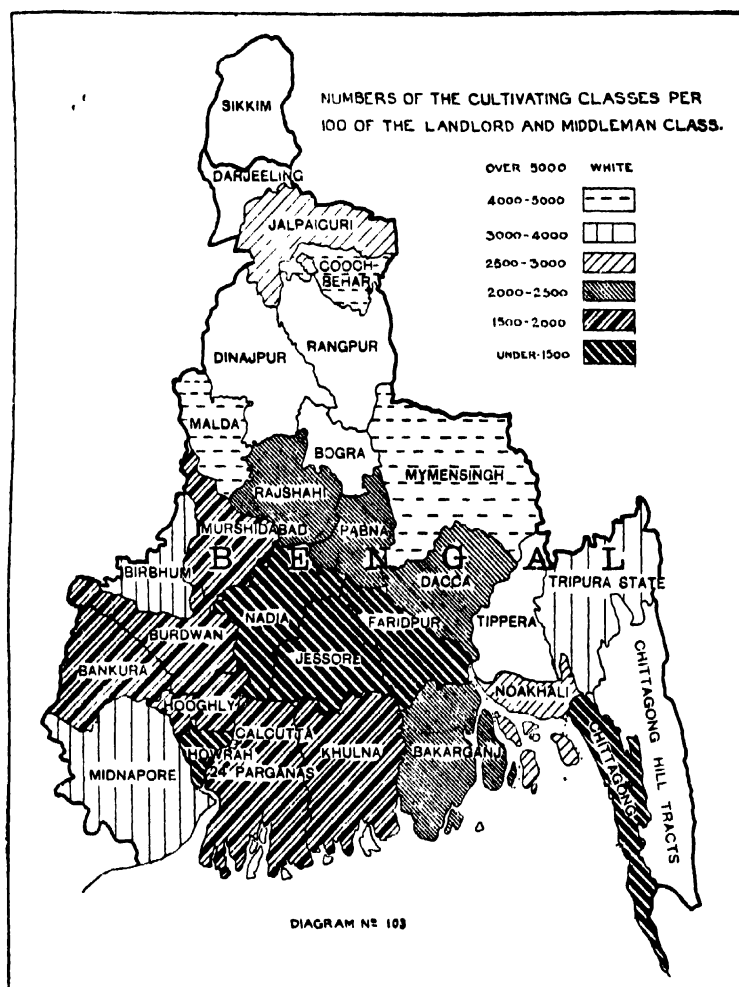 NUMBERS OF THE CULTIVATING CLASSES PER
100 OF THE LANDLORD AND MIDDLEMAN CLASS.
OVER 5000 WHITE
4000-5000
3000-4000
2500-3000
2000-2500
1500-2000
UNDER-1500
SIKKIM
DARJEELING
JALPAIGURI
COOCH-
BEHAR
DINAJPUR
RANGPUR
MALDA
BOGRA
MYMENSINGH
RAJSHAHI
MURSHIDABAD
PABNA
BENGAL
BIRBHUM
DACCA
TRIPURA STATE
NADIA
FARIDPUR
TIPPERA
BURDWAN
JESSORE
BANKURA
NOAKHALI
CHITTAGONG HILL TRACTS
HOOGHLY
CALCUTTA
HOWRAH
KHULNA
BAKARGANJ
CHITTAGONG
MIDNAPORE
24 PARGANAS
DIAGRAM Nº 103